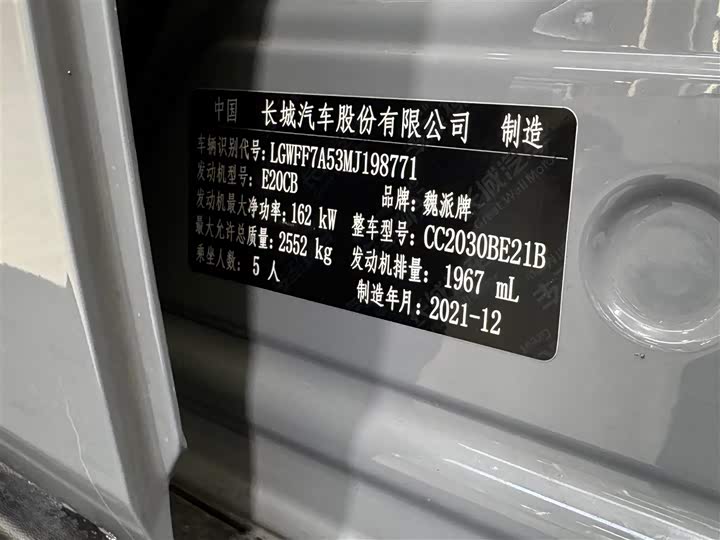 中国 长城汽车股份有限公司 制造
车辆识别代号: LGWFF7A53MJ198771
发动机型号: E20CB 品牌: 魏派牌
发动机最大净功率: 162 kW 整车型号: CC2030BE21B
最大允许总质量: 2552 kg 发动机排量: 1967 mL
乘坐人数: 5 人 制造年月: 2021-12